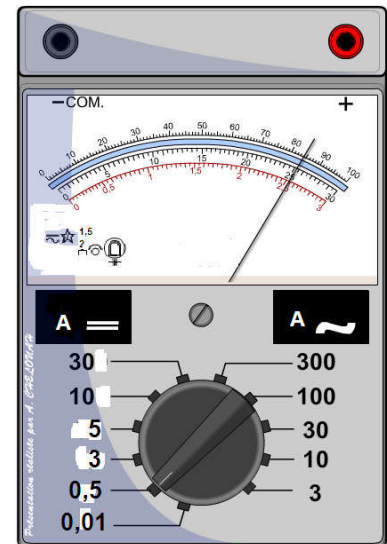 −COM. +
0 10 20 30 40 50 60 70 80 90 100
0 5 10 15 20 25 30
0 0,5 1 1,5 2 2,5 3
1,5
2
A A
30 300
10 100
5 30
3 10
0,5 3
0,01
Présentation réalisée par A. CHELOUAH